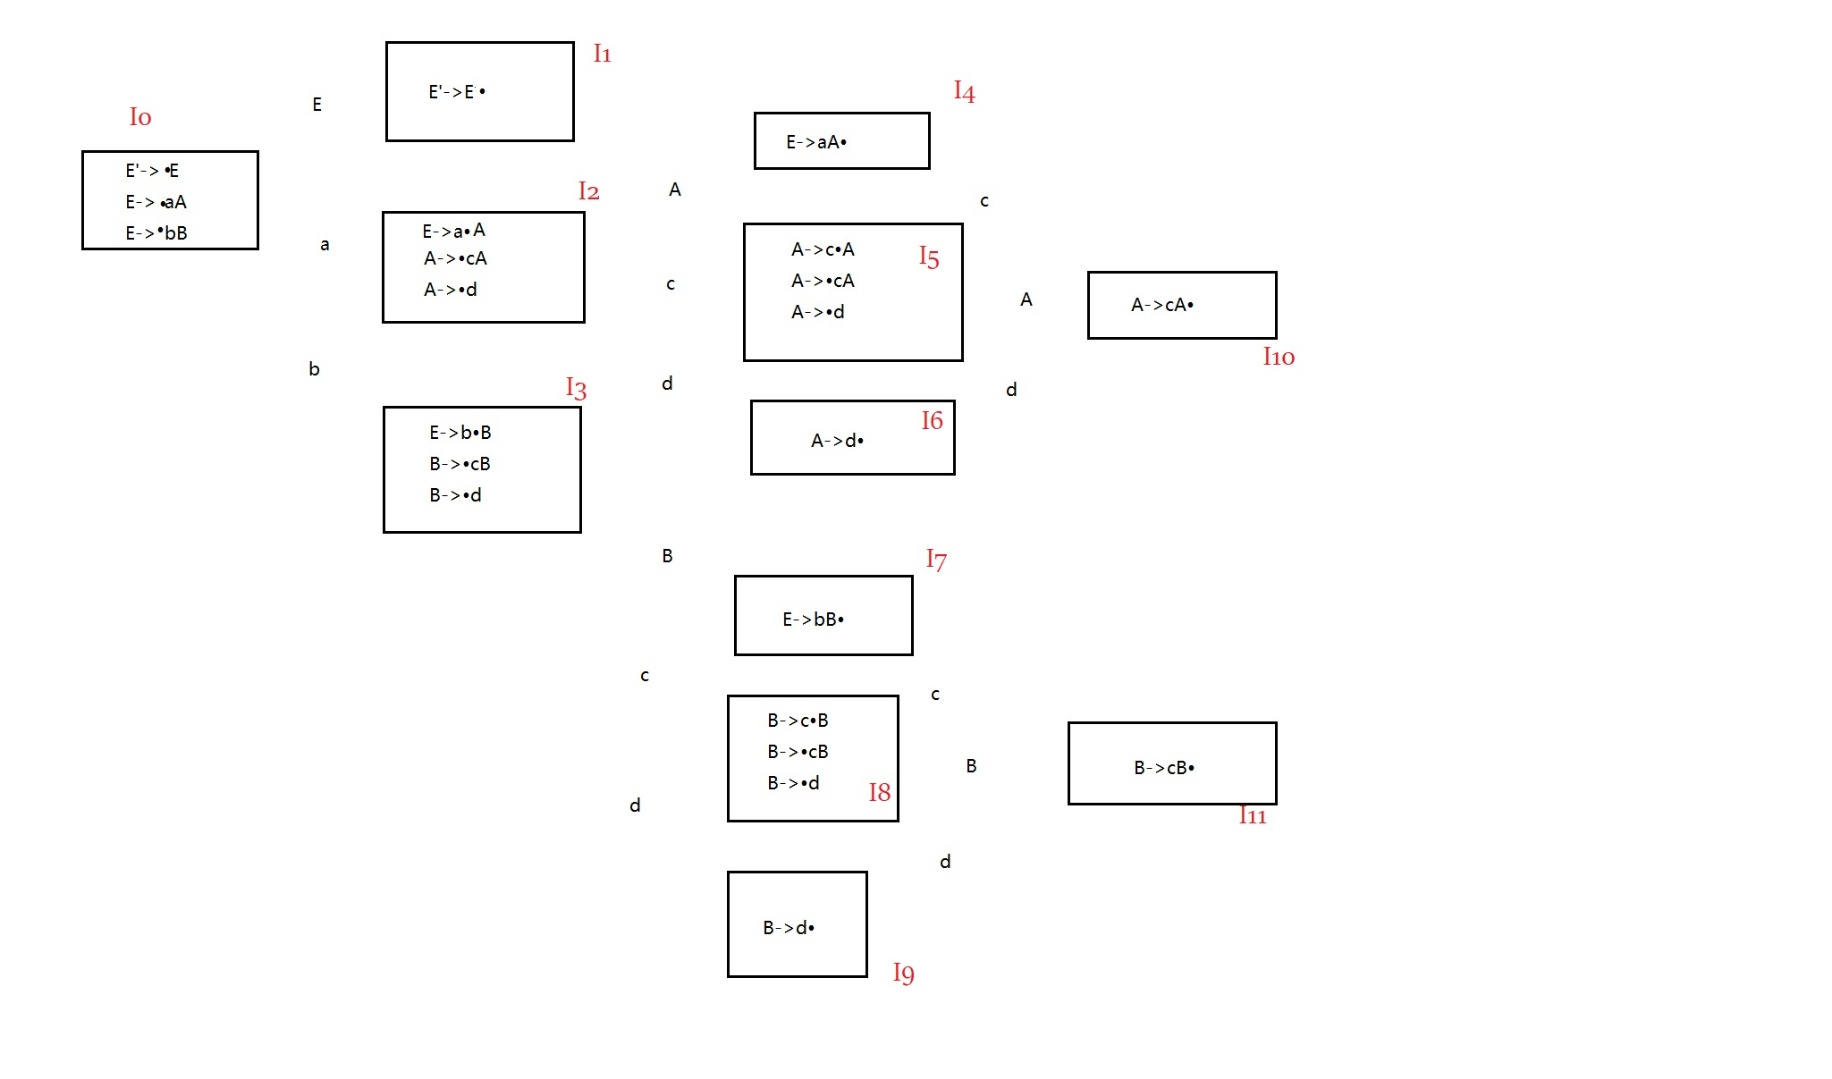 I0
E'-> •E
E-> •aA
E->•bB
E
a
b
I1
E'->E •
I2
E->a• A
A->•cA
A->•d
I3
E->b•B
B->•cB
B->•d
A
c
d
B
c
d
I4
E->aA•
I5
A->c•A
A->•cA
A->•d
I6
A->d•
I7
E->bB•
I8
B->c•B
B->•cB
B->•d
B->d•
I9
c
A
d
c
B
d
A->cA•
I10
B->cB•
I11